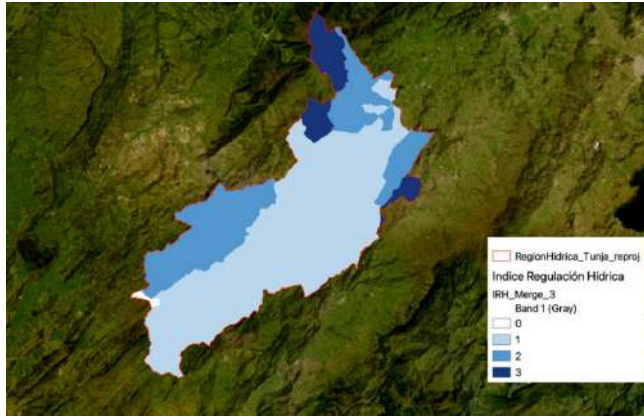 RegionHidrica_Tunja_reproj
Indice Regulación Hídrica
IRH_Merge_3
Band 1 (Gray)
0
1
2
3